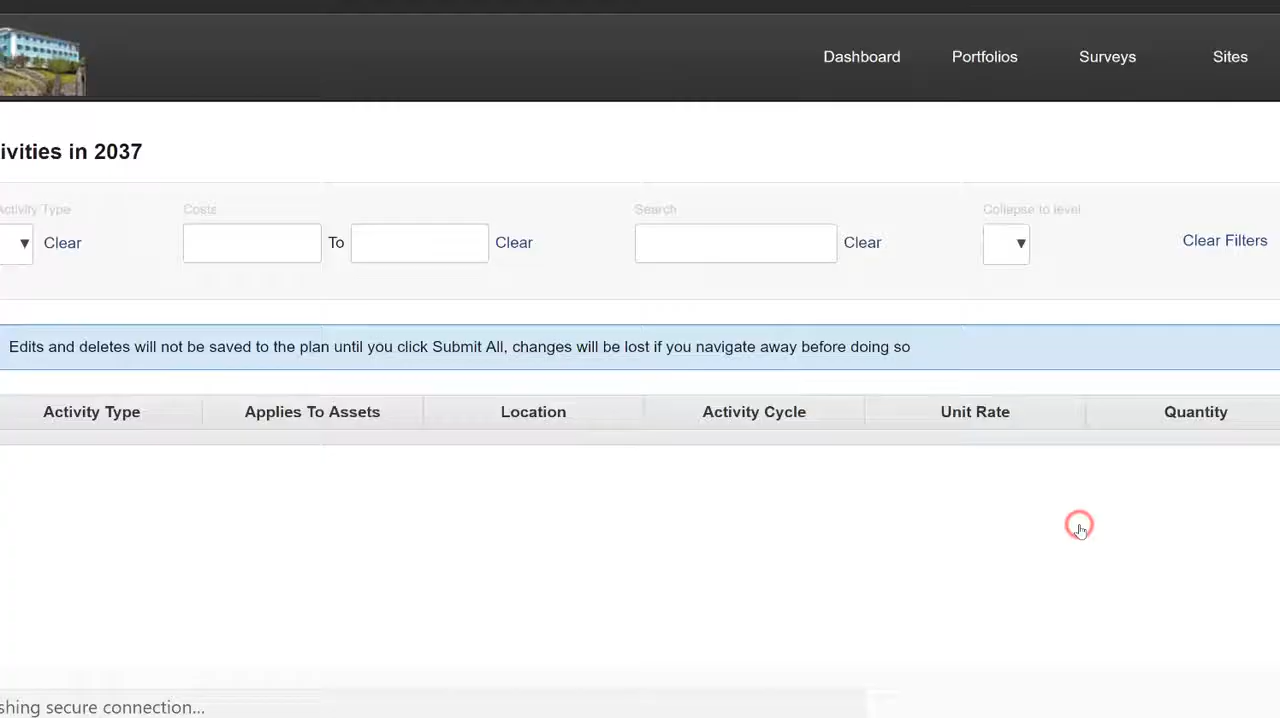 Dashboard Portfolios Surveys Sites
ivities in 2037
Activity Type Costs Search Collapse to level
Clear To Clear Clear Clear Filters
Edits and deletes will not be saved to the plan until you click Submit All, changes will be lost if you navigate away before doing so
Activity Type Applies To Assets Location Activity Cycle Unit Rate Quantity
shing secure connection...